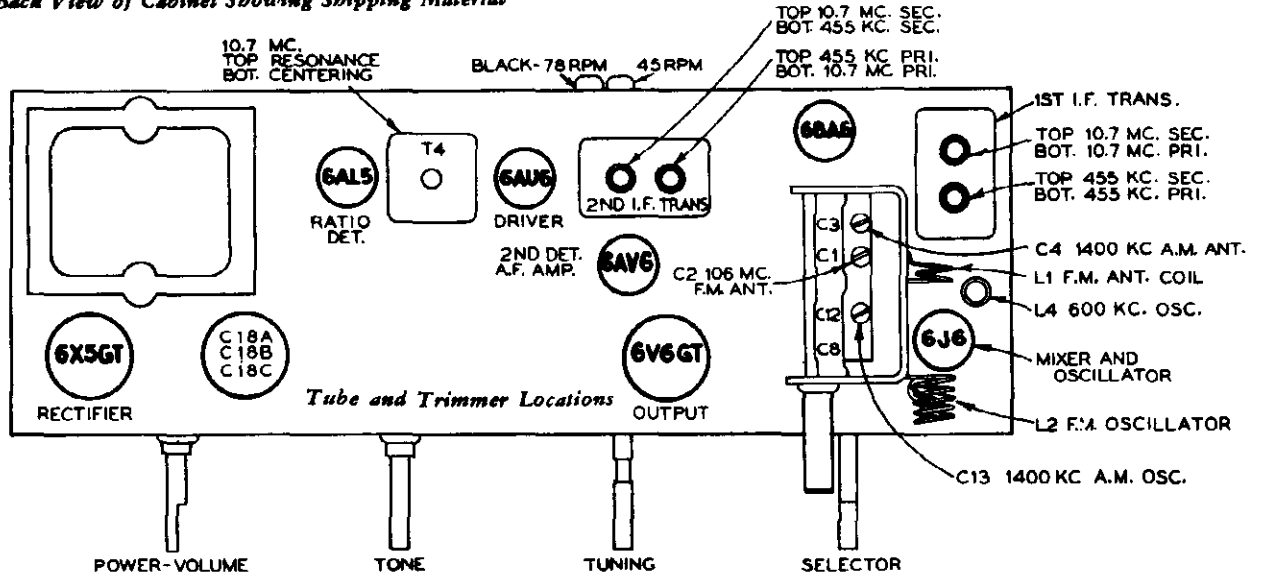 Back View of Cabinet Showing Shipping Material
TOP 10.7 MC. SEC.
BOT. 455 KC. SEC.
10.7 MC.
TOP RESONANCE
BOT. CENTERING
BLACK-78 RPM
45 RPM
TOP 455 KC PRI.
BOT. 10.7 MC PRI.
1ST I.F. TRANS.
6BA6
TOP 10.7 MC. SEC.
BOT. 10.7 MC. PRI.
T4
6AL5
6AU6
TOP 455 KC. SEC.
BOT. 455 KC. PRI.
2ND I.F. TRANS
RATIO
DET.
DRIVER
C3
C4 1400 KC A.M. ANT.
2ND DET.
A.F. AMP.
6AV6
C1
C2 106 MC.
F.M. ANT.
L1 F.M. ANT. COIL
L4 600 KC. OSC.
C12
6X5GT
C18A
C18B
C18C
6V6GT
C8
6J6
MIXER AND
OSCILLATOR
Tube and Trimmer Locations
RECTIFIER
OUTPUT
L2 F.M. OSCILLATOR
C13 1400 KC A.M. OSC.
POWER-VOLUME
TONE
TUNING
SELECTOR